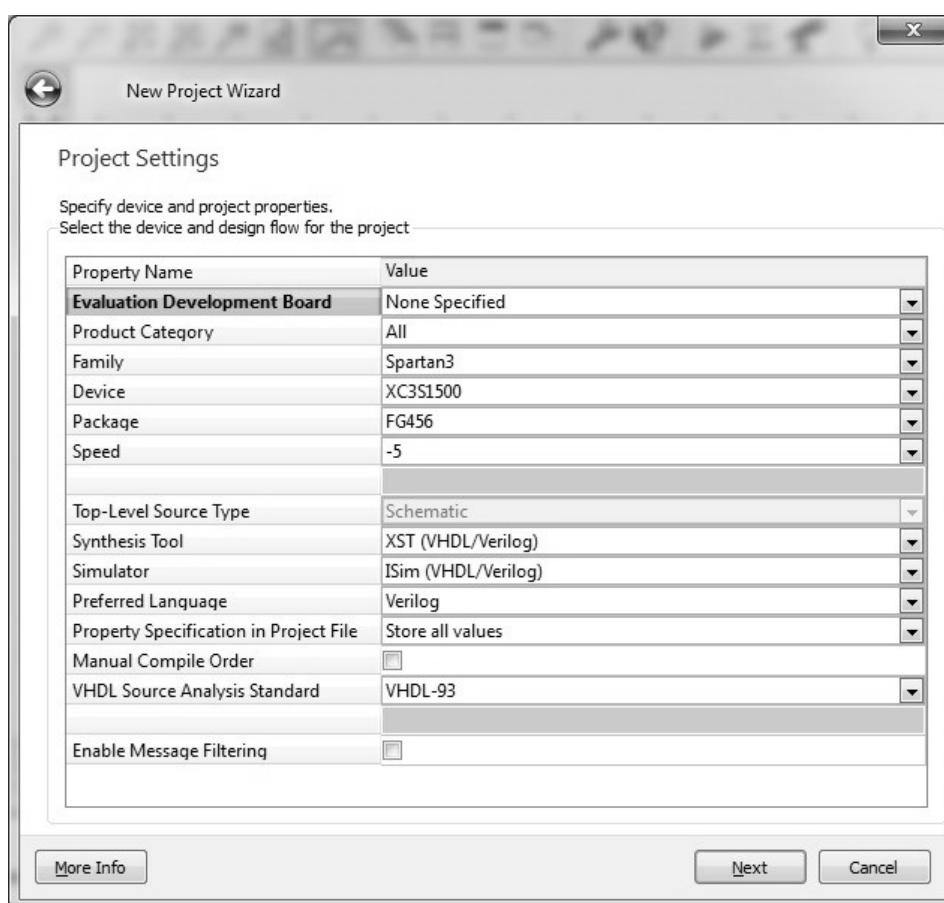 New Project Wizard
Project Settings
Specify device and project properties.
Select the device and design flow for the project
Property Name Value
Evaluation Development Board None Specified
Product Category All
Family Spartan3
Device XC3S1500
Package FG456
Speed -5
Top-Level Source Type Schematic
Synthesis Tool XST (VHDL/Verilog)
Simulator ISim (VHDL/Verilog)
Preferred Language Verilog
Property Specification in Project File Store all values
Manual Compile Order
VHDL Source Analysis Standard VHDL-93
Enable Message Filtering
More Info Next Cancel